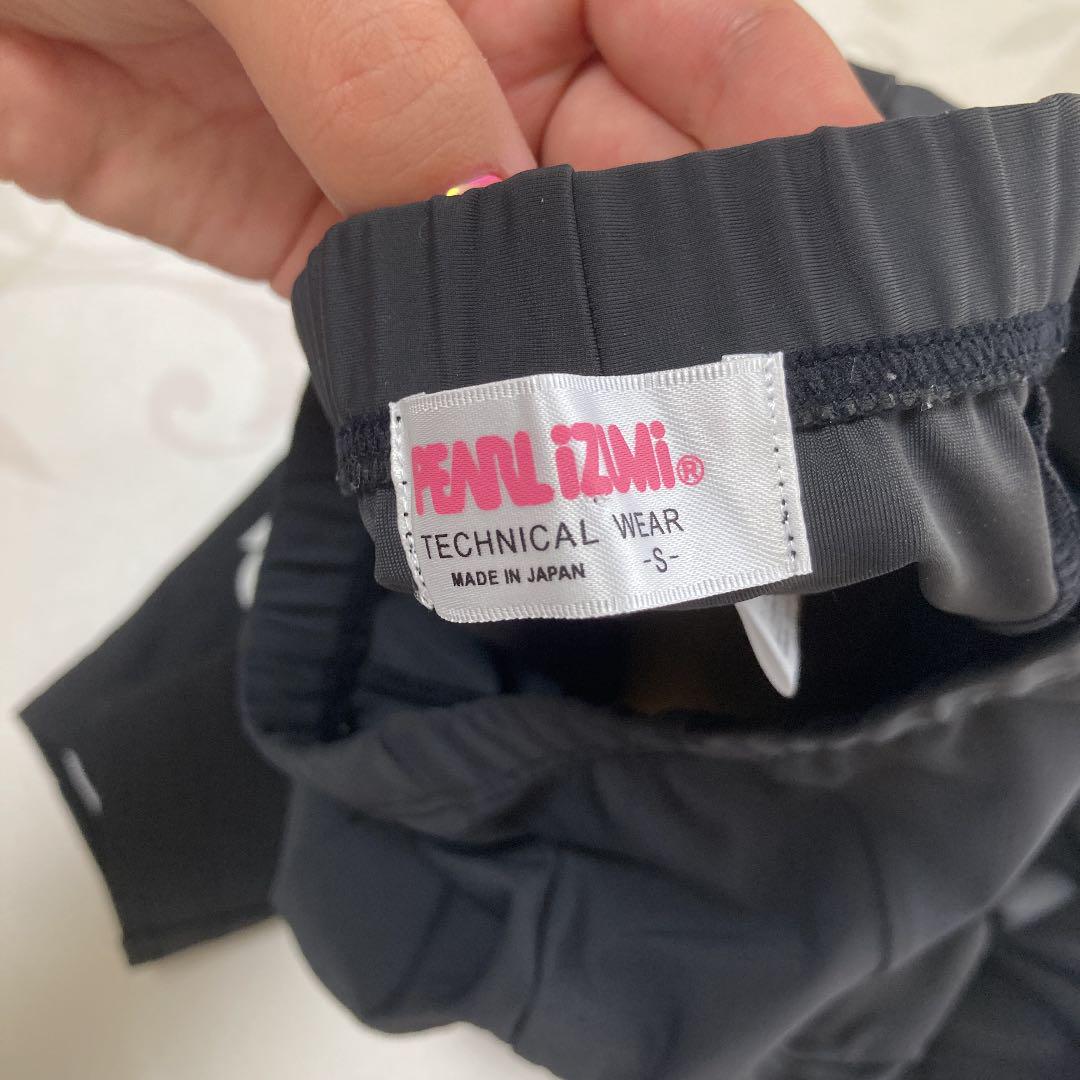 PEARL iZUMi®
TECHNICAL WEAR
-S-
MADE IN JAPAN